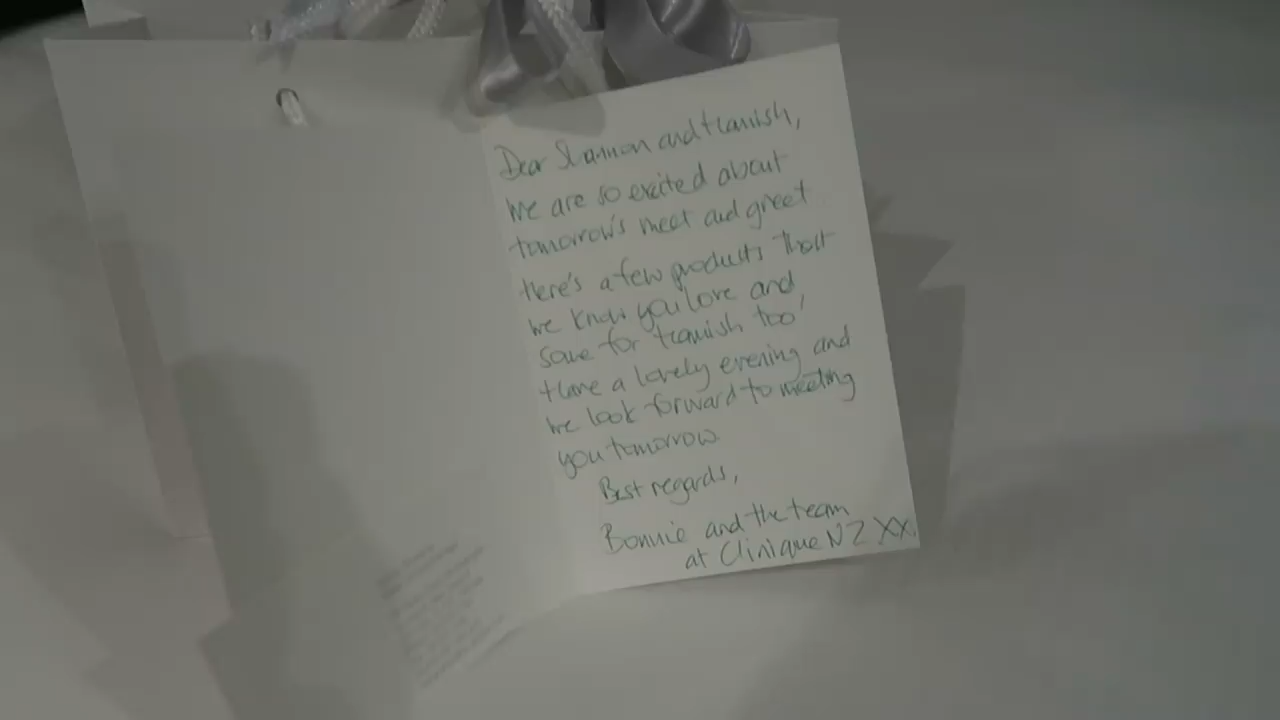 Dear Shannon and Hamish,
We are so excited about
tomorrow's meet and greet
Here's a few products that
we know you love and
some for Hamish too!
Have a lovely evening and
we look forward to meeting
you tomorrow
Best regards,
Bonnie and the team
at Clinique NZ XX.